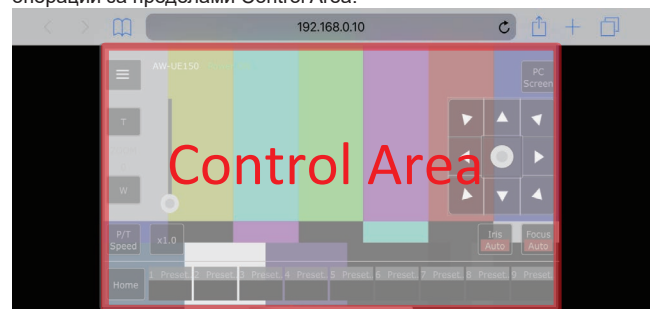 операций за пределами Control Area.
192.168.0.10
AW-UE150
PC
Screen
T
W
Control Area
P/T
Speed
x1.0
Iris
Auto
Focus
Auto
Home
1 Preset. 2 Preset. 3 Preset. 4 Preset. 5 Preset. 6 Preset. 7 Preset. 8 Preset. 9 Preset.